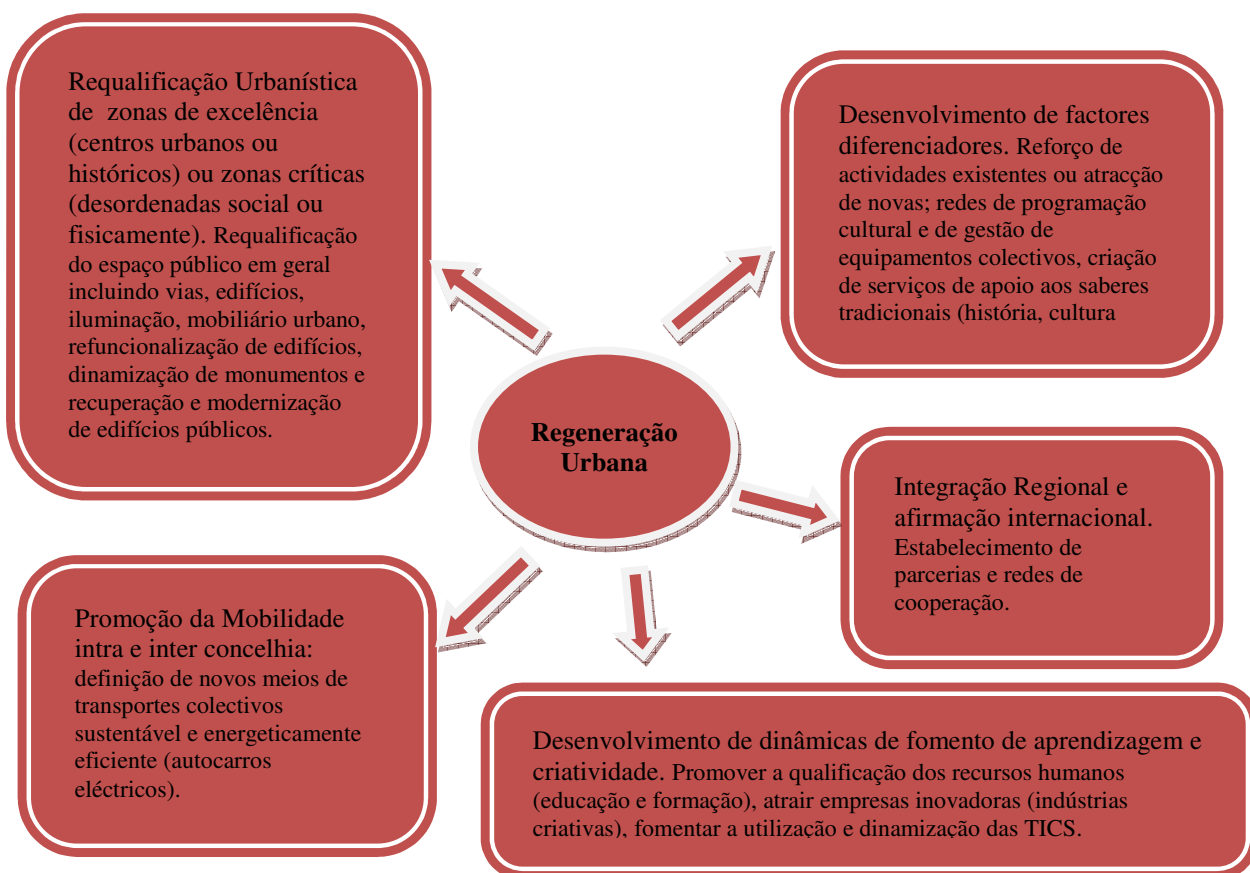 Requalificação Urbanística
de zonas de excelência
(centros urbanos ou
históricos) ou zonas críticas
(desordenadas social ou
fisicamente). Requalificação
do espaço público em geral
incluindo vias, edifícios,
iluminação, mobiliário urbano,
refuncionalização de edifícios,
dinamização de monumentos e
recuperação e modernização
de edifícios públicos.
Desenvolvimento de factores
diferenciadores. Reforço de
actividades existentes ou atracção
de novas; redes de programação
cultural e de gestão de
equipamentos colectivos, criação
de serviços de apoio aos saberes
tradicionais (história, cultura
Regeneração
Urbana
Integração Regional e
afirmação internacional.
Estabelecimento de
parcerias e redes de
cooperação.
Promoção da Mobilidade
intra e inter concelhia:
definição de novos meios de
transportes colectivos
sustentável e energeticamente
eficiente (autocarros
eléctricos).
Desenvolvimento de dinâmicas de fomento de aprendizagem e
criatividade. Promover a qualificação dos recursos humanos
(educação e formação), atrair empresas inovadoras (indústrias
criativas), fomentar a utilização e dinamização das TICS.